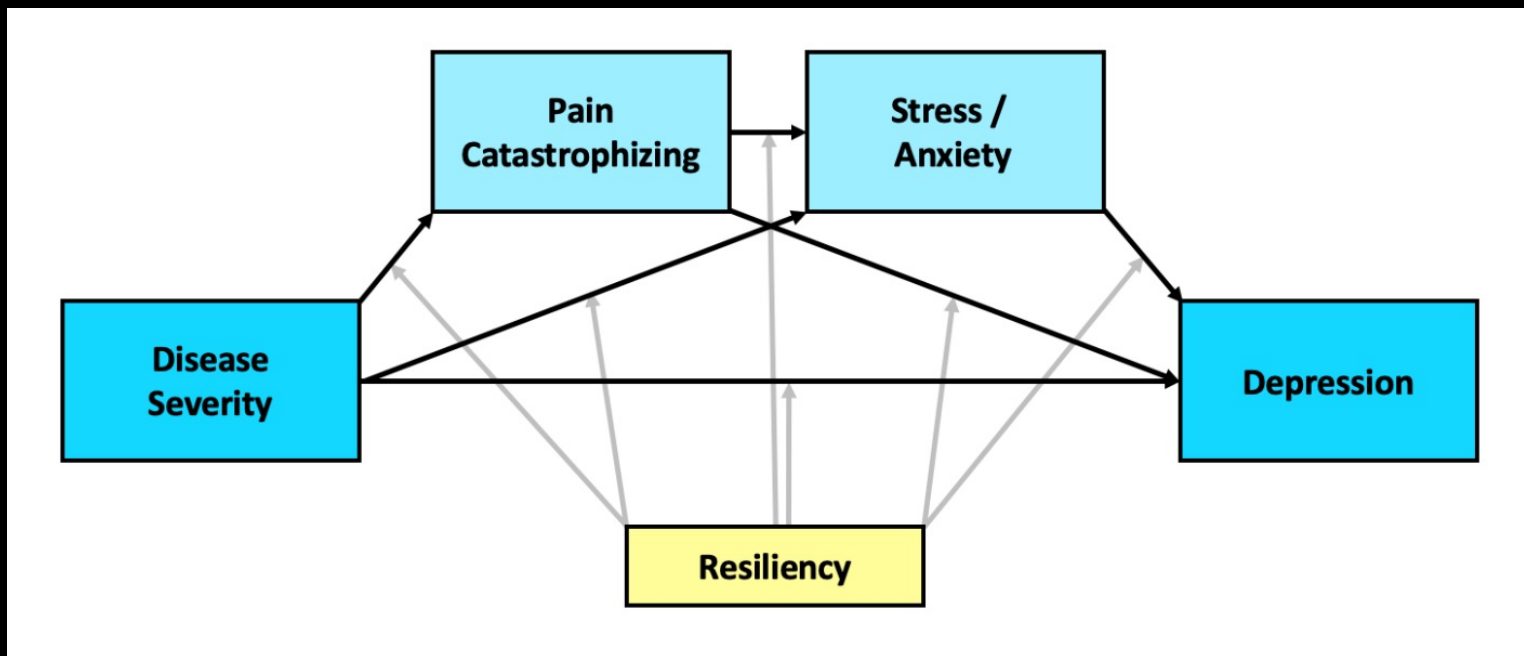 Pain
Catastrophizing
Stress /
Anxiety
Disease
Severity
Depression
Resiliency